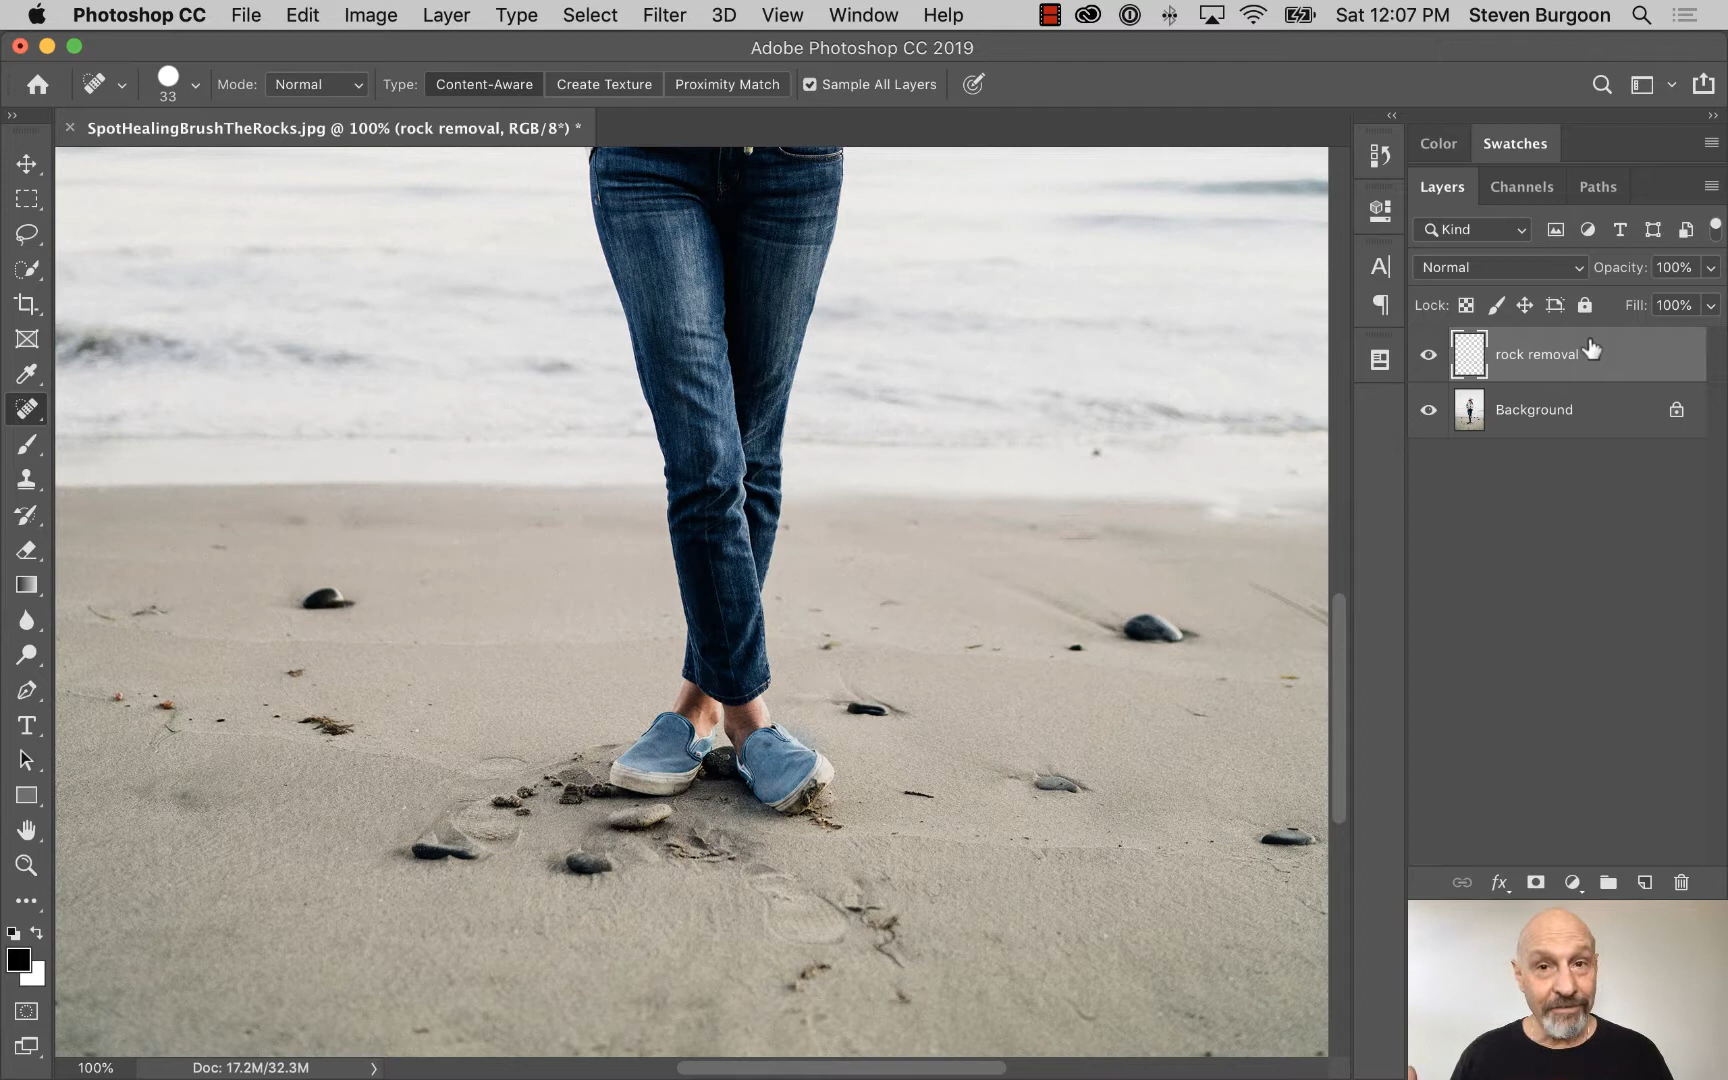 Photoshop CC File Edit Image Layer Type Select Filter 3D View Window Help Sat 12:07 PM Steven Burgoon
Adobe Photoshop CC 2019
33 Mode: Normal Type: Content-Aware Create Texture Proximity Match Sample All Layers
SpotHealingBrushTheRocks.jpg @ 100% (rock removal, RGB/8*) *
Color Swatches
Layers Channels Paths
Kind
Normal Opacity: 100%
Lock: Fill: 100%
rock removal
Background
fx
100% Doc: 17.2M/32.3M